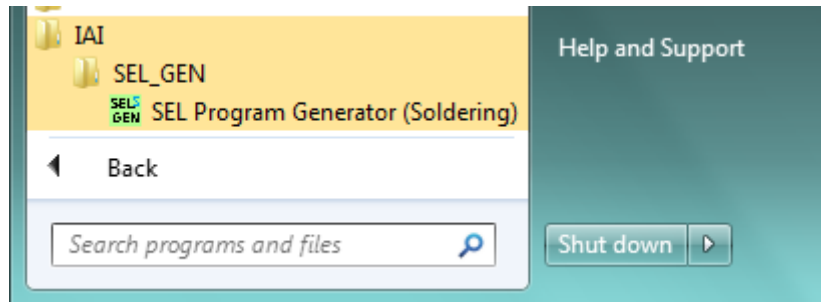 IAI
SEL_GEN
SEL GEN SEL Program Generator (Soldering)
Back
Search programs and files
Help and Support
Shut down